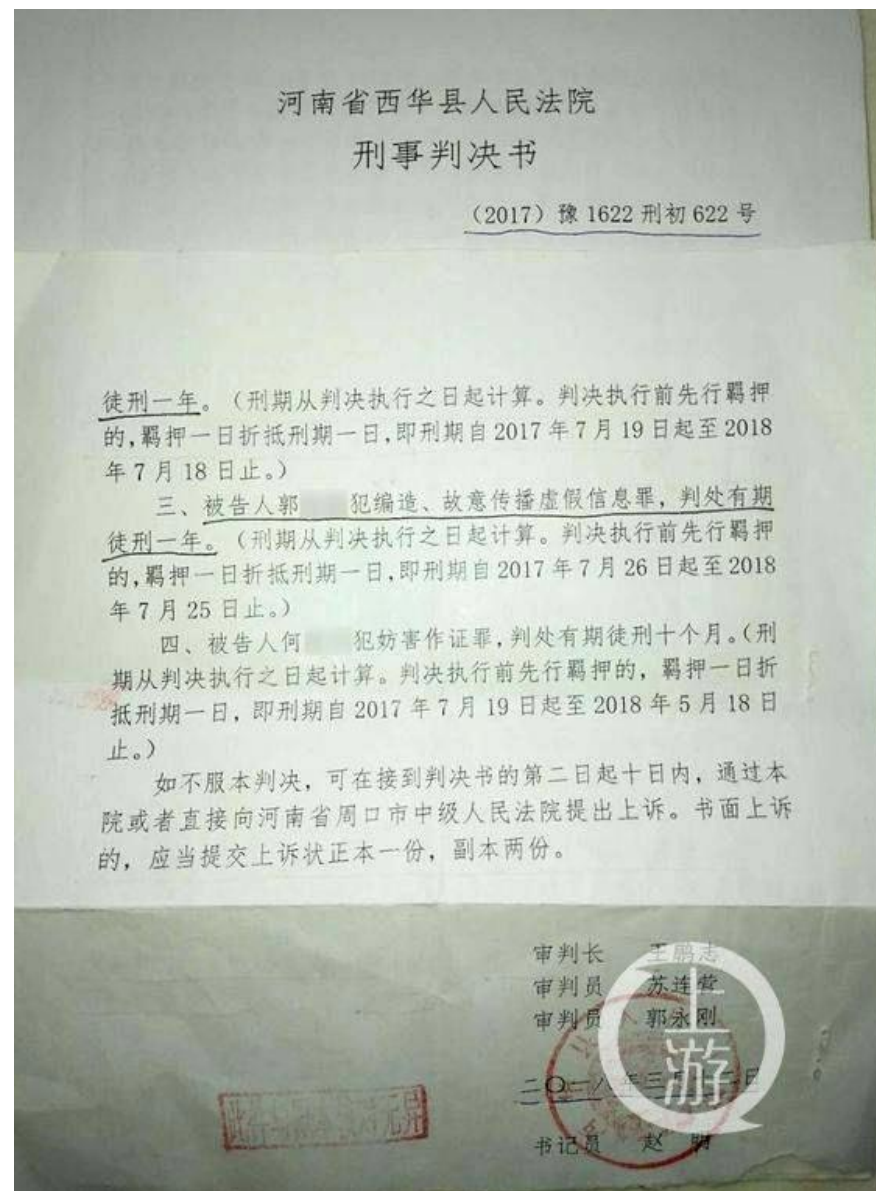 河南省西华县人民法院
刑事判决书
(2017)豫1622刑初622号
徒刑一年。(刑期从判决执行之日起计算。判决执行前先行羁押
的,羁押一日折抵刑期一日,即刑期自2017年7月19日起至2018
年7月18日止。)
三、被告人郭 犯编造、故意传播虚假信息罪,判处有期
徒刑一年。(刑期从判决执行之日起计算。判决执行前先行羁押
的,羁押一日折抵刑期一日,即刑期自2017年7月26日起至2018
年7月25日止。)
四、被告人何 犯妨害作证罪,判处有期徒刑十个月。(刑
期从判决执行之日起计算。判决执行前先行羁押的,羁押一日折
抵刑期一日,即刑期自2017年7月19日起至2018年5月18日
止。)
如不服本判决,可在接到判决书的第二日起十日内,通过本
院或者直接向河南省周口市中级人民法院提出上诉。书面上诉
的,应当提交上诉状正本一份,副本两份。
审判长 王鹏志
审判员 苏连营
审判员 郭永刚
二〇一八年三月十二日
上游
此件与原本核对无异
书记员 赵